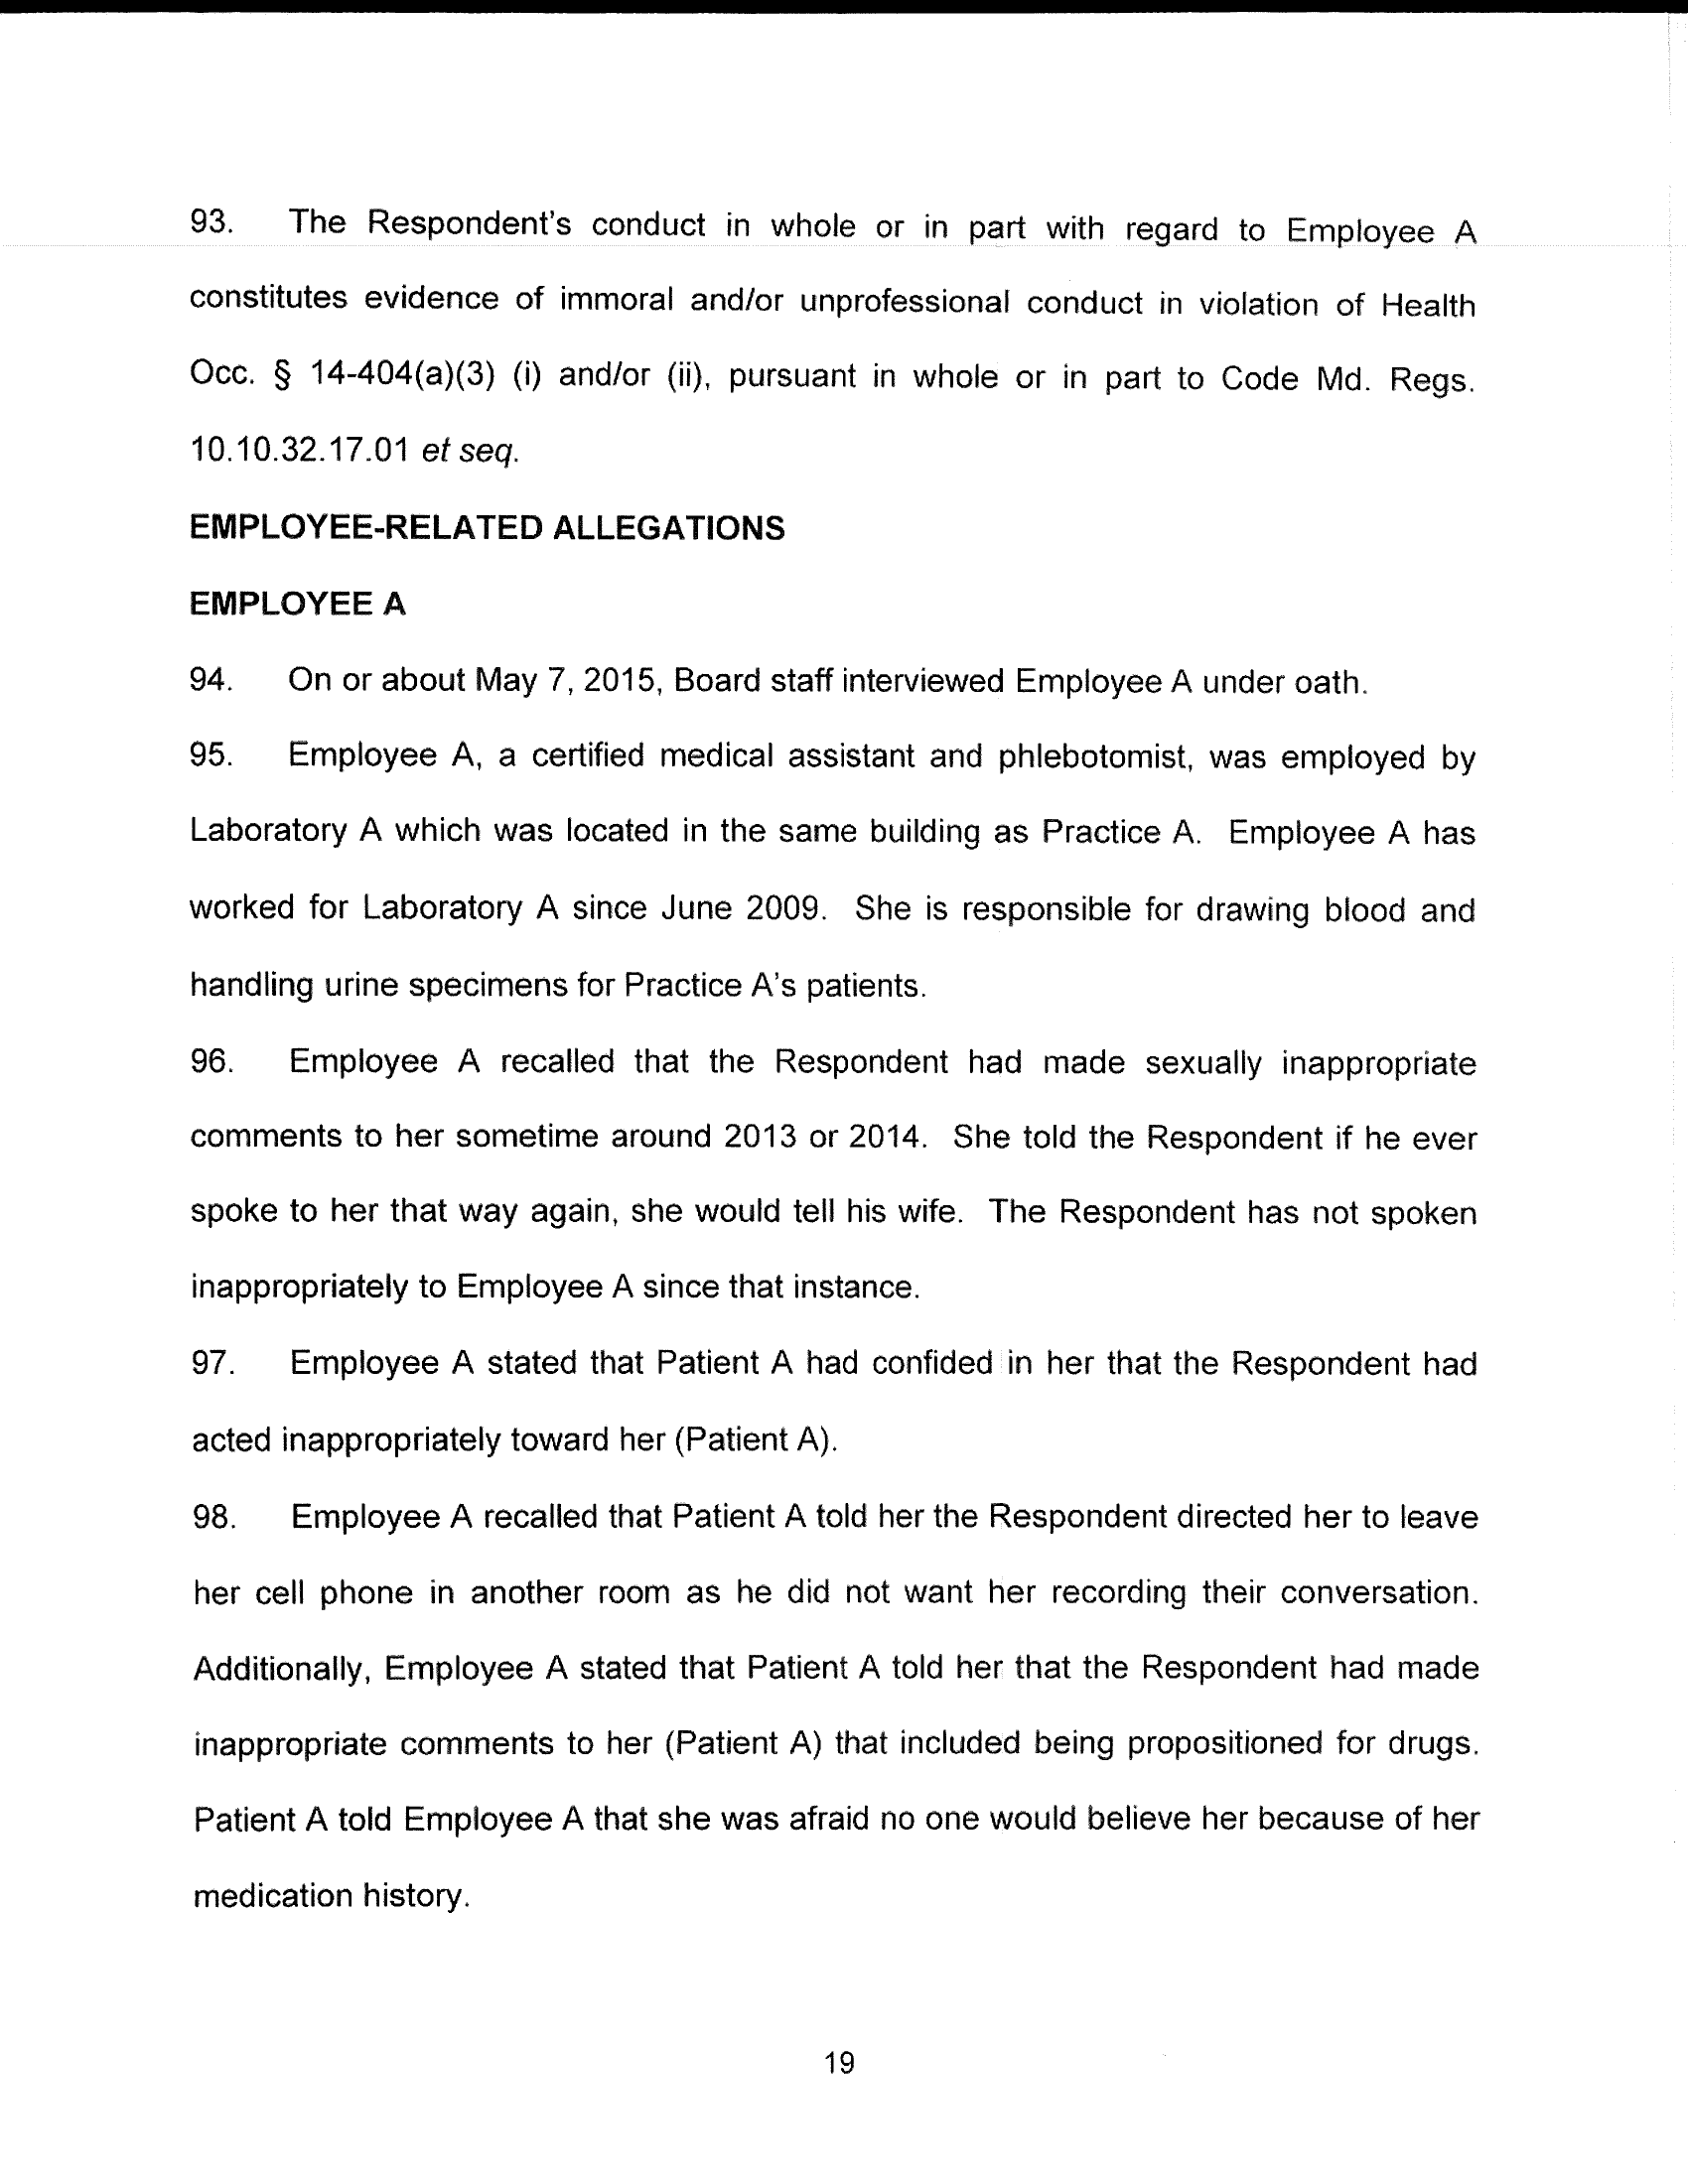 93. The Respondent's conduct in whole or in part with regard to Employee A
constitutes evidence of immoral and/or unprofessional conduct in violation of Health
Occ. § 14-404(a)(3) (i) and/or (ii), pursuant in whole or in part to Code Md. Regs.
10.10.32.17.01 et seq.
EMPLOYEE-RELATED ALLEGATIONS
EMPLOYEE A
94. On or about May 7, 2015, Board staff interviewed Employee A under oath.
95. Employee A, a certified medical assistant and phlebotomist, was employed by
Laboratory A which was located in the same building as Practice A. Employee A has
worked for Laboratory A since June 2009. She is responsible for drawing blood and
handling urine specimens for Practice A's patients.
96. Employee A recalled that the Respondent had made sexually inappropriate
comments to her sometime around 2013 or 2014. She told the Respondent if he ever
spoke to her that way again, she would tell his wife. The Respondent has not spoken
inappropriately to Employee A since that instance.
97. Employee A stated that Patient A had confided in her that the Respondent had
acted inappropriately toward her (Patient A).
98. Employee A recalled that Patient A told her the Respondent directed her to leave
her cell phone in another room as he did not want her recording their conversation.
Additionally, Employee A stated that Patient A told her that the Respondent had made
inappropriate comments to her (Patient A) that included being propositioned for drugs.
Patient A told Employee A that she was afraid no one would believe her because of her
medication history.
19